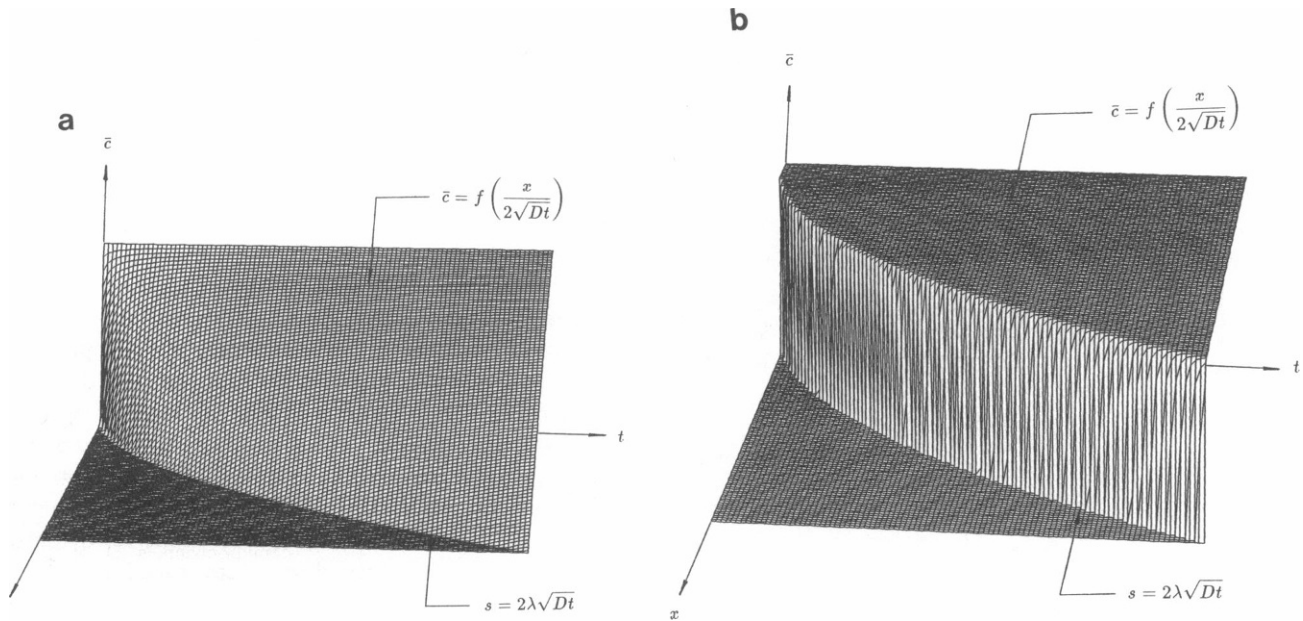 a
c̄
c̄ = f(x/2√Dt)
t
s = 2λ√Dt
b
c̄
c̄ = f(x/2√Dt)
t
s = 2λ√Dt
x